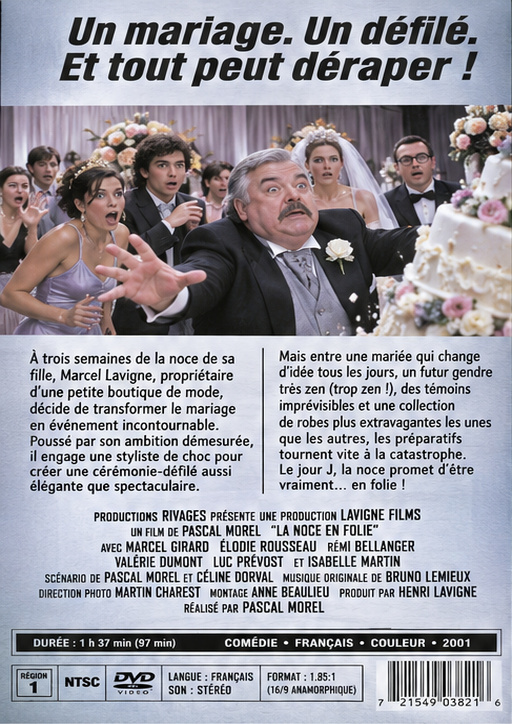 Un mariage. Un défilé.
Et tout peut déraper !
À trois semaines de la noce de sa
fille, Marcel Lavigne, propriétaire
d'une petite boutique de mode,
décide de transformer le mariage
en événement incontournable.
Poussé par son ambition démesurée,
il engage une styliste de choc pour
créer une cérémonie-défilé aussi
élégante que spectaculaire.
Mais entre une mariée qui change
d'idée tous les jours, un futur gendre
très zen (trop zen !), des témoins
imprévisibles et une collection
de robes plus extravagantes les unes
que les autres, les préparatifs
tournent vite à la catastrophe.
Le jour J, la noce promet d'être
vraiment... en folie !
PRODUCTIONS RIVAGES PRÉSENTE UNE PRODUCTION LAVIGNE FILMS
UN FILM DE PASCAL MOREL "LA NOCE EN FOLIE"
AVEC MARCEL GIRARD ÉLODIE ROUSSEAU RÉMI BELLANGER
VALÉRIE DUMONT LUC PRÉVOST ET ISABELLE MARTIN
SCÉNARIO DE PASCAL MOREL ET CÉLINE DORVAL MUSIQUE ORIGINALE DE BRUNO LEMIEUX
DIRECTION PHOTO MARTIN CHAREST MONTAGE ANNE BEAULIEU PRODUIT PAR HENRI LAVIGNE
RÉALISÉ PAR PASCAL MOREL
DURÉE : 1 h 37 min (97 min) COMÉDIE • FRANÇAIS • COULEUR • 2001
RÉGION
1
NTSC
DVD
VIDEO
LANGUE : FRANÇAIS
SON : STÉRÉO
FORMAT : 1.85:1
(16/9 ANAMORPHIQUE)
7 21549 03821 6